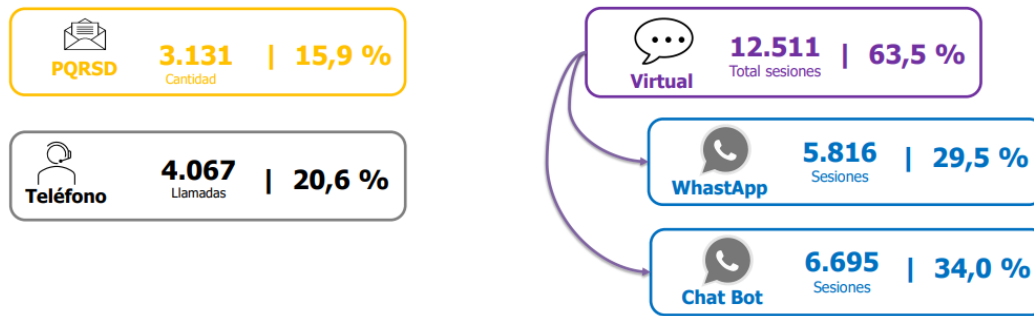 PQRSD
3.131 | 15,9 %
Cantidad
Teléfono
4.067 | 20,6 %
Llamadas
Virtual
12.511 | 63,5 %
Total sesiones
WhastApp
5.816 | 29,5 %
Sesiones
Chat Bot
6.695 | 34,0 %
Sesiones